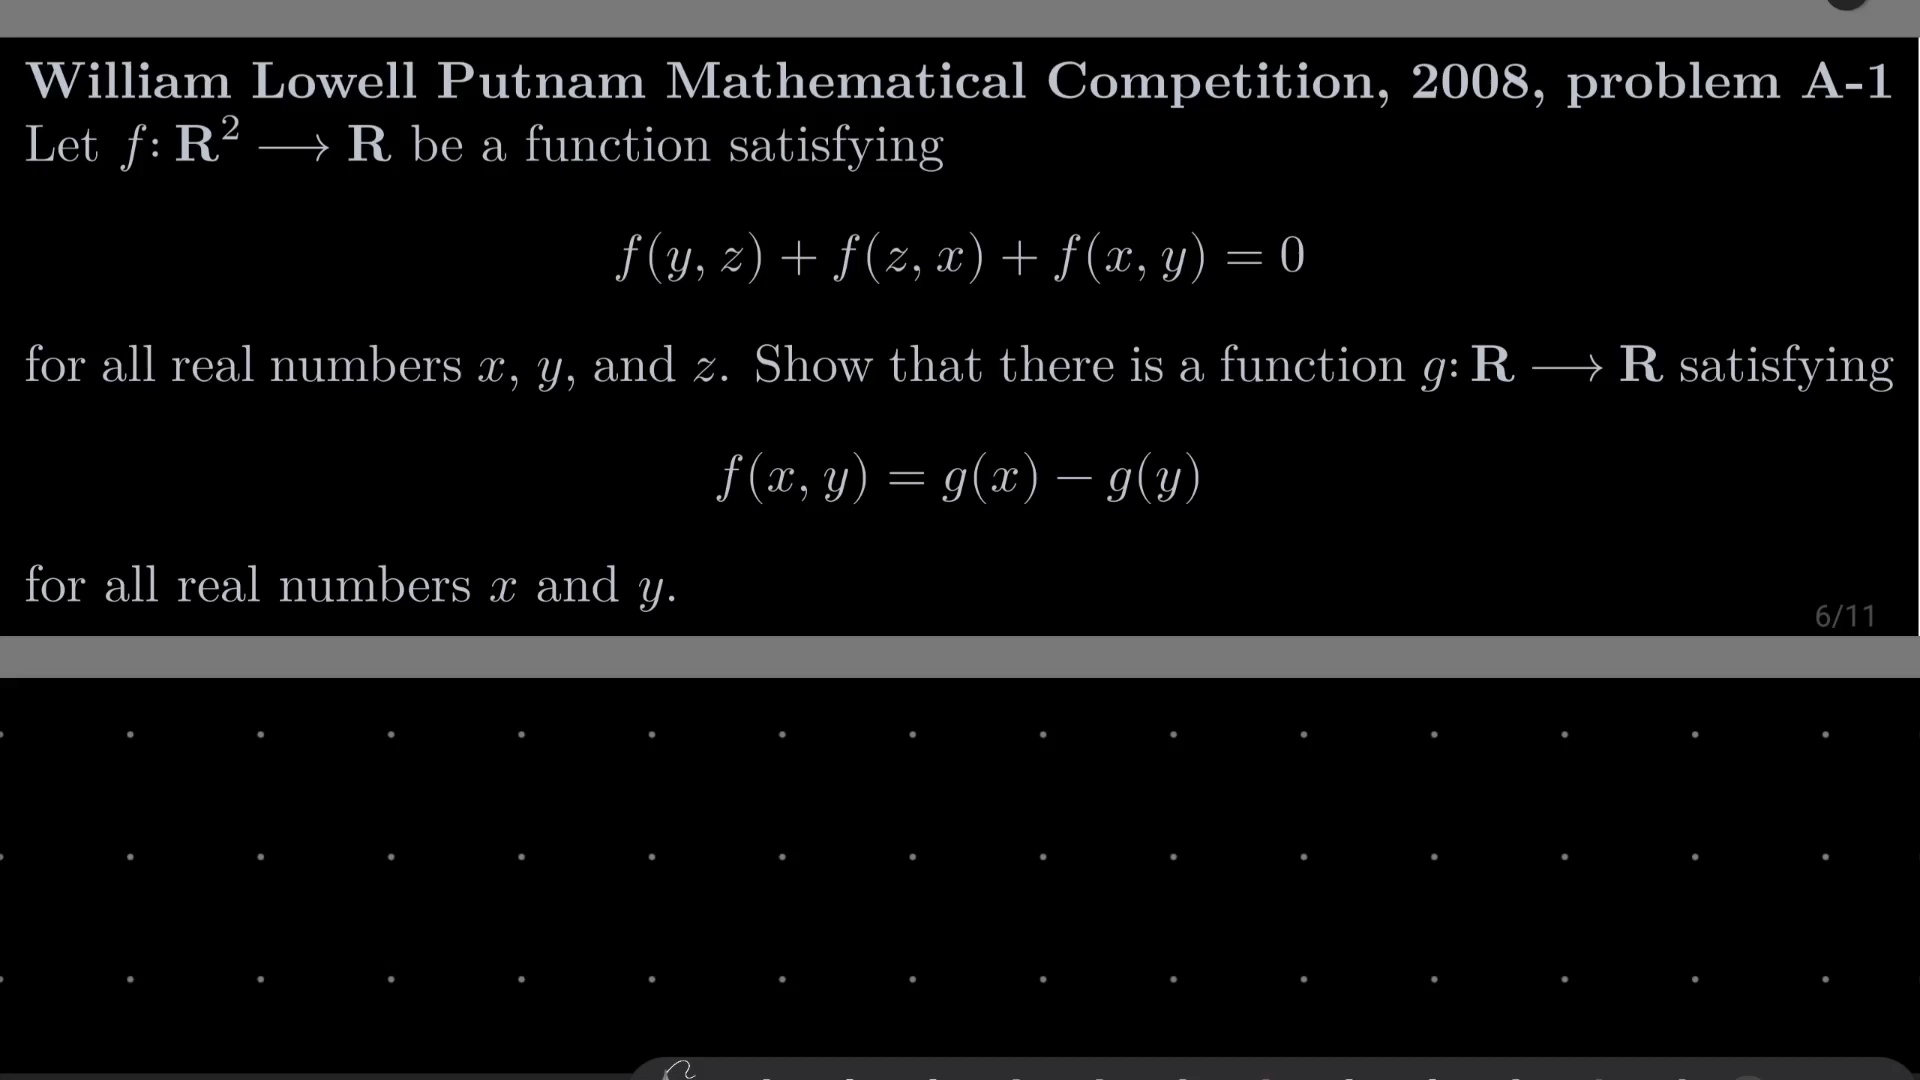 William Lowell Putnam Mathematical Competition, 2008, problem A-1
Let f: R² ⟶ R be a function satisfying
f(y, z) + f(z, x) + f(x, y) = 0
for all real numbers x, y, and z. Show that there is a function g: R ⟶ R satisfying
f(x, y) = g(x) − g(y)
for all real numbers x and y.
6/11